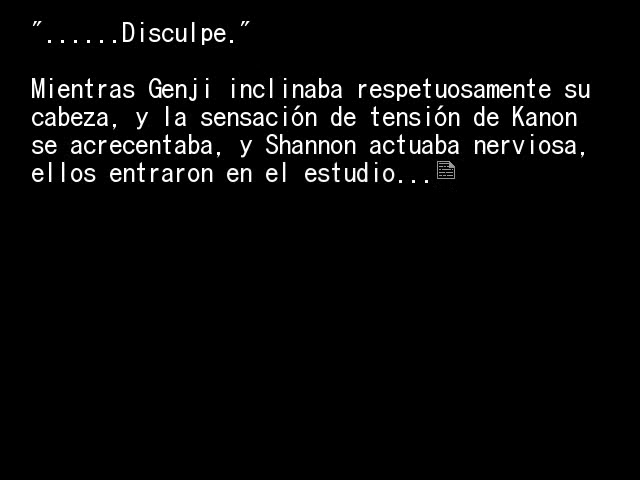 "......Disculpe."
Mientras Genji inclinaba respetuosamente su
cabeza, y la sensación de tensión de Kanon
se acrecentaba, y Shannon actuaba nerviosa,
ellos entraron en el estudio...